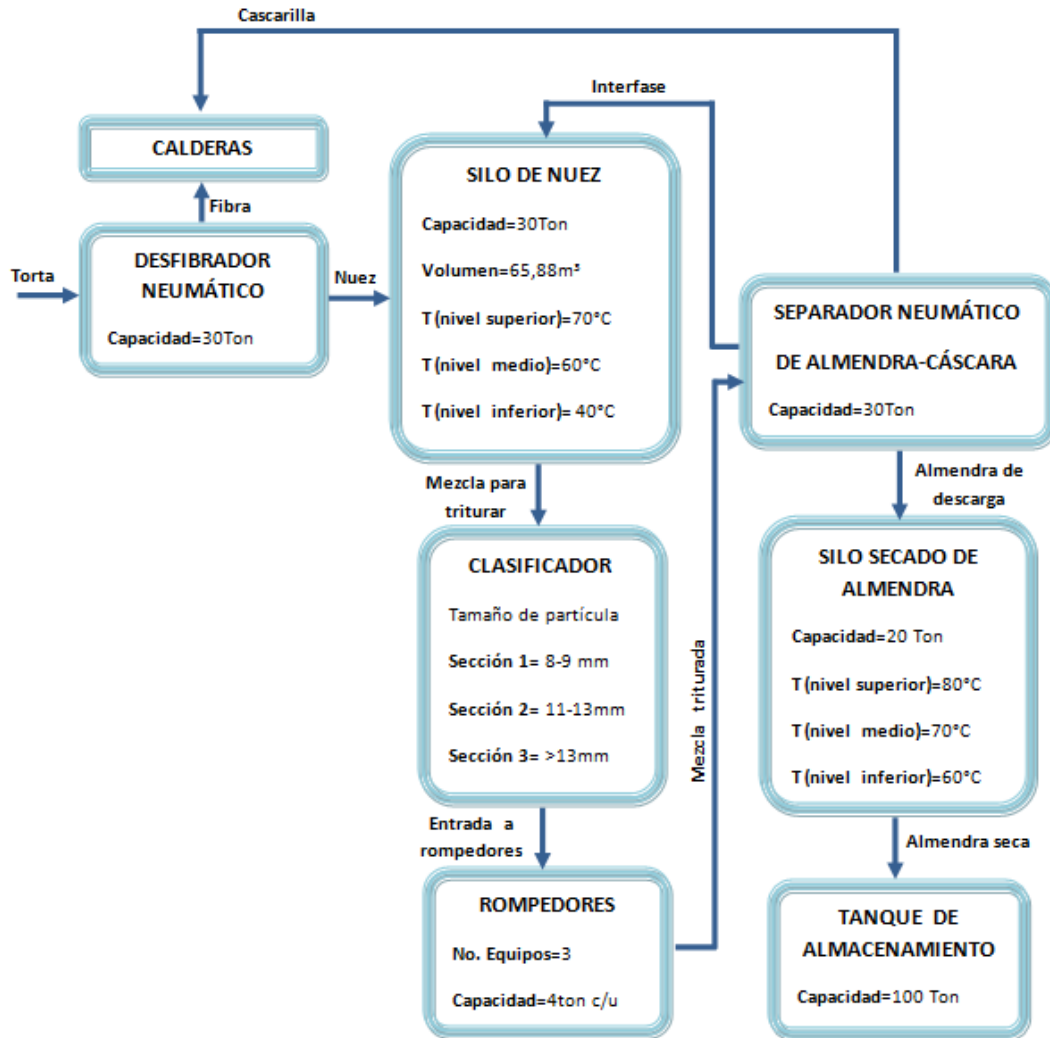 Cascarilla
Interfase
CALDERAS
Fibra
Torta
DESFIBRADOR
NEUMÁTICO
Capacidad=30Ton
Nuez
SILO DE NUEZ
Capacidad=30Ton
Volumen=65,88m³
T(nivel superior)=70°C
T(nivel medio)=60°C
T(nivel inferior)= 40°C
Mezcla para
triturar
CLASIFICADOR
Tamaño de partícula
Sección 1= 8-9 mm
Sección 2= 11-13mm
Sección 3= >13mm
Entrada a
rompedores
ROMPEDORES
No. Equipos=3
Capacidad=4ton c/u
Mezcla triturada
SEPARADOR NEUMÁTICO
DE ALMENDRA-CÁSCARA
Capacidad=30Ton
Almendra de
descarga
SILO SECADO DE
ALMENDRA
Capacidad=20 Ton
T(nivel superior)=80°C
T(nivel medio)=70°C
T(nivel inferior)=60°C
Almendra seca
TANQUE DE
ALMACENAMIENTO
Capacidad=100 Ton